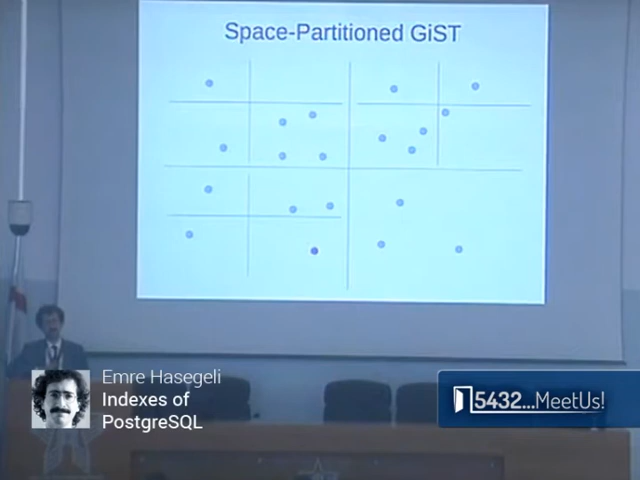 Space-Partitioned GiST
Emre Hasegeli
Indexes of
PostgreSQL
5432...MeetUs!